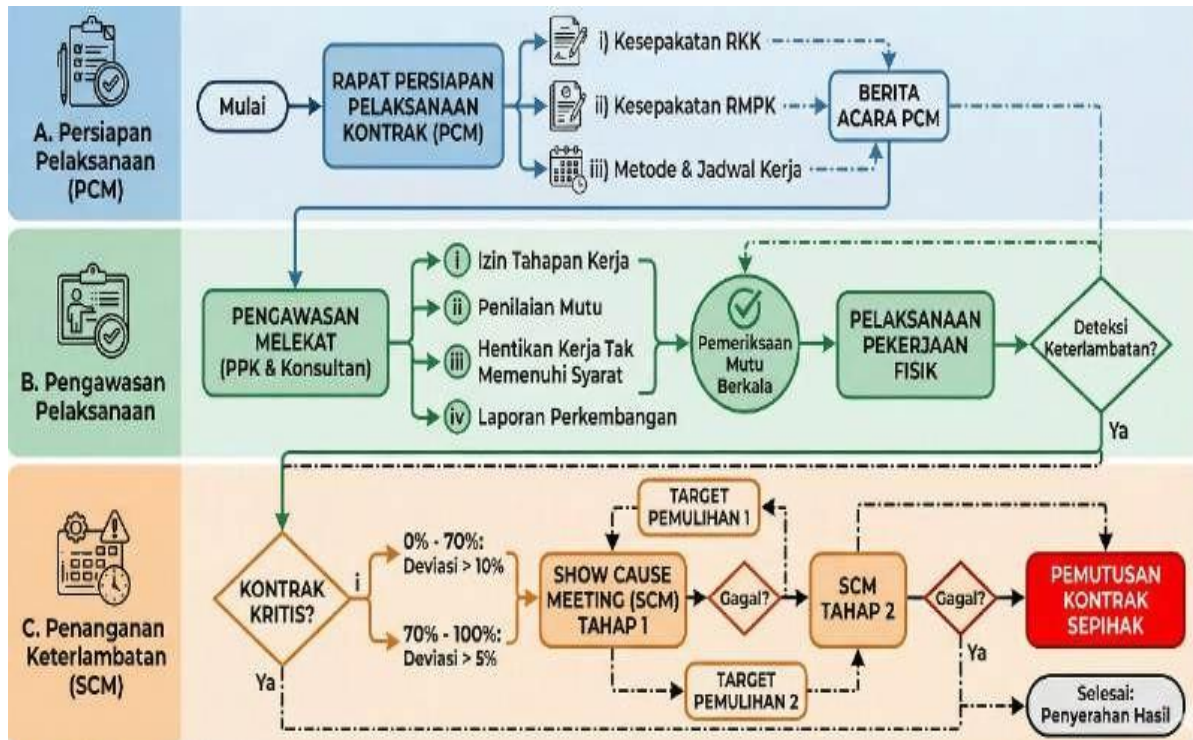 A. Persiapan
Pelaksanaan
(PCM)
Mulai
RAPAT PERSIAPAN
PELAKSANAAN
KONTRAK (PCM)
i) Kesepakatan RKK
ii) Kesepakatan RMPK
iii) Metode & Jadwal Kerja
BERITA
ACARA PCM
B. Pengawasan
Pelaksanaan
PENGAWASAN
MELEKAT
(PPK & Konsultan)
i Izin Tahapan Kerja
ii Penilaian Mutu
iii Hentikan Kerja Tak
Memenuhi Syarat
iv Laporan Perkembangan
Pemeriksaan
Mutu
Berkala
PELAKSANAAN
PEKERJAAN
FISIK
Deteksi
Keterlambatan?
Ya
C. Penanganan
Keterlambatan
(SCM)
KONTRAK
KRITIS?
i
Ya
0% - 70%:
Deviasi > 10%
70% - 100%:
Deviasi > 5%
TARGET
PEMULIHAN 1
SHOW CAUSE
MEETING (SCM)
TAHAP 1
Gagal?
TARGET
PEMULIHAN 2
SCM
TAHAP 2
Gagal?
Ya
PEMUTUSAN
KONTRAK
SEPIHAK
Selesai:
Penyerahan Hasil